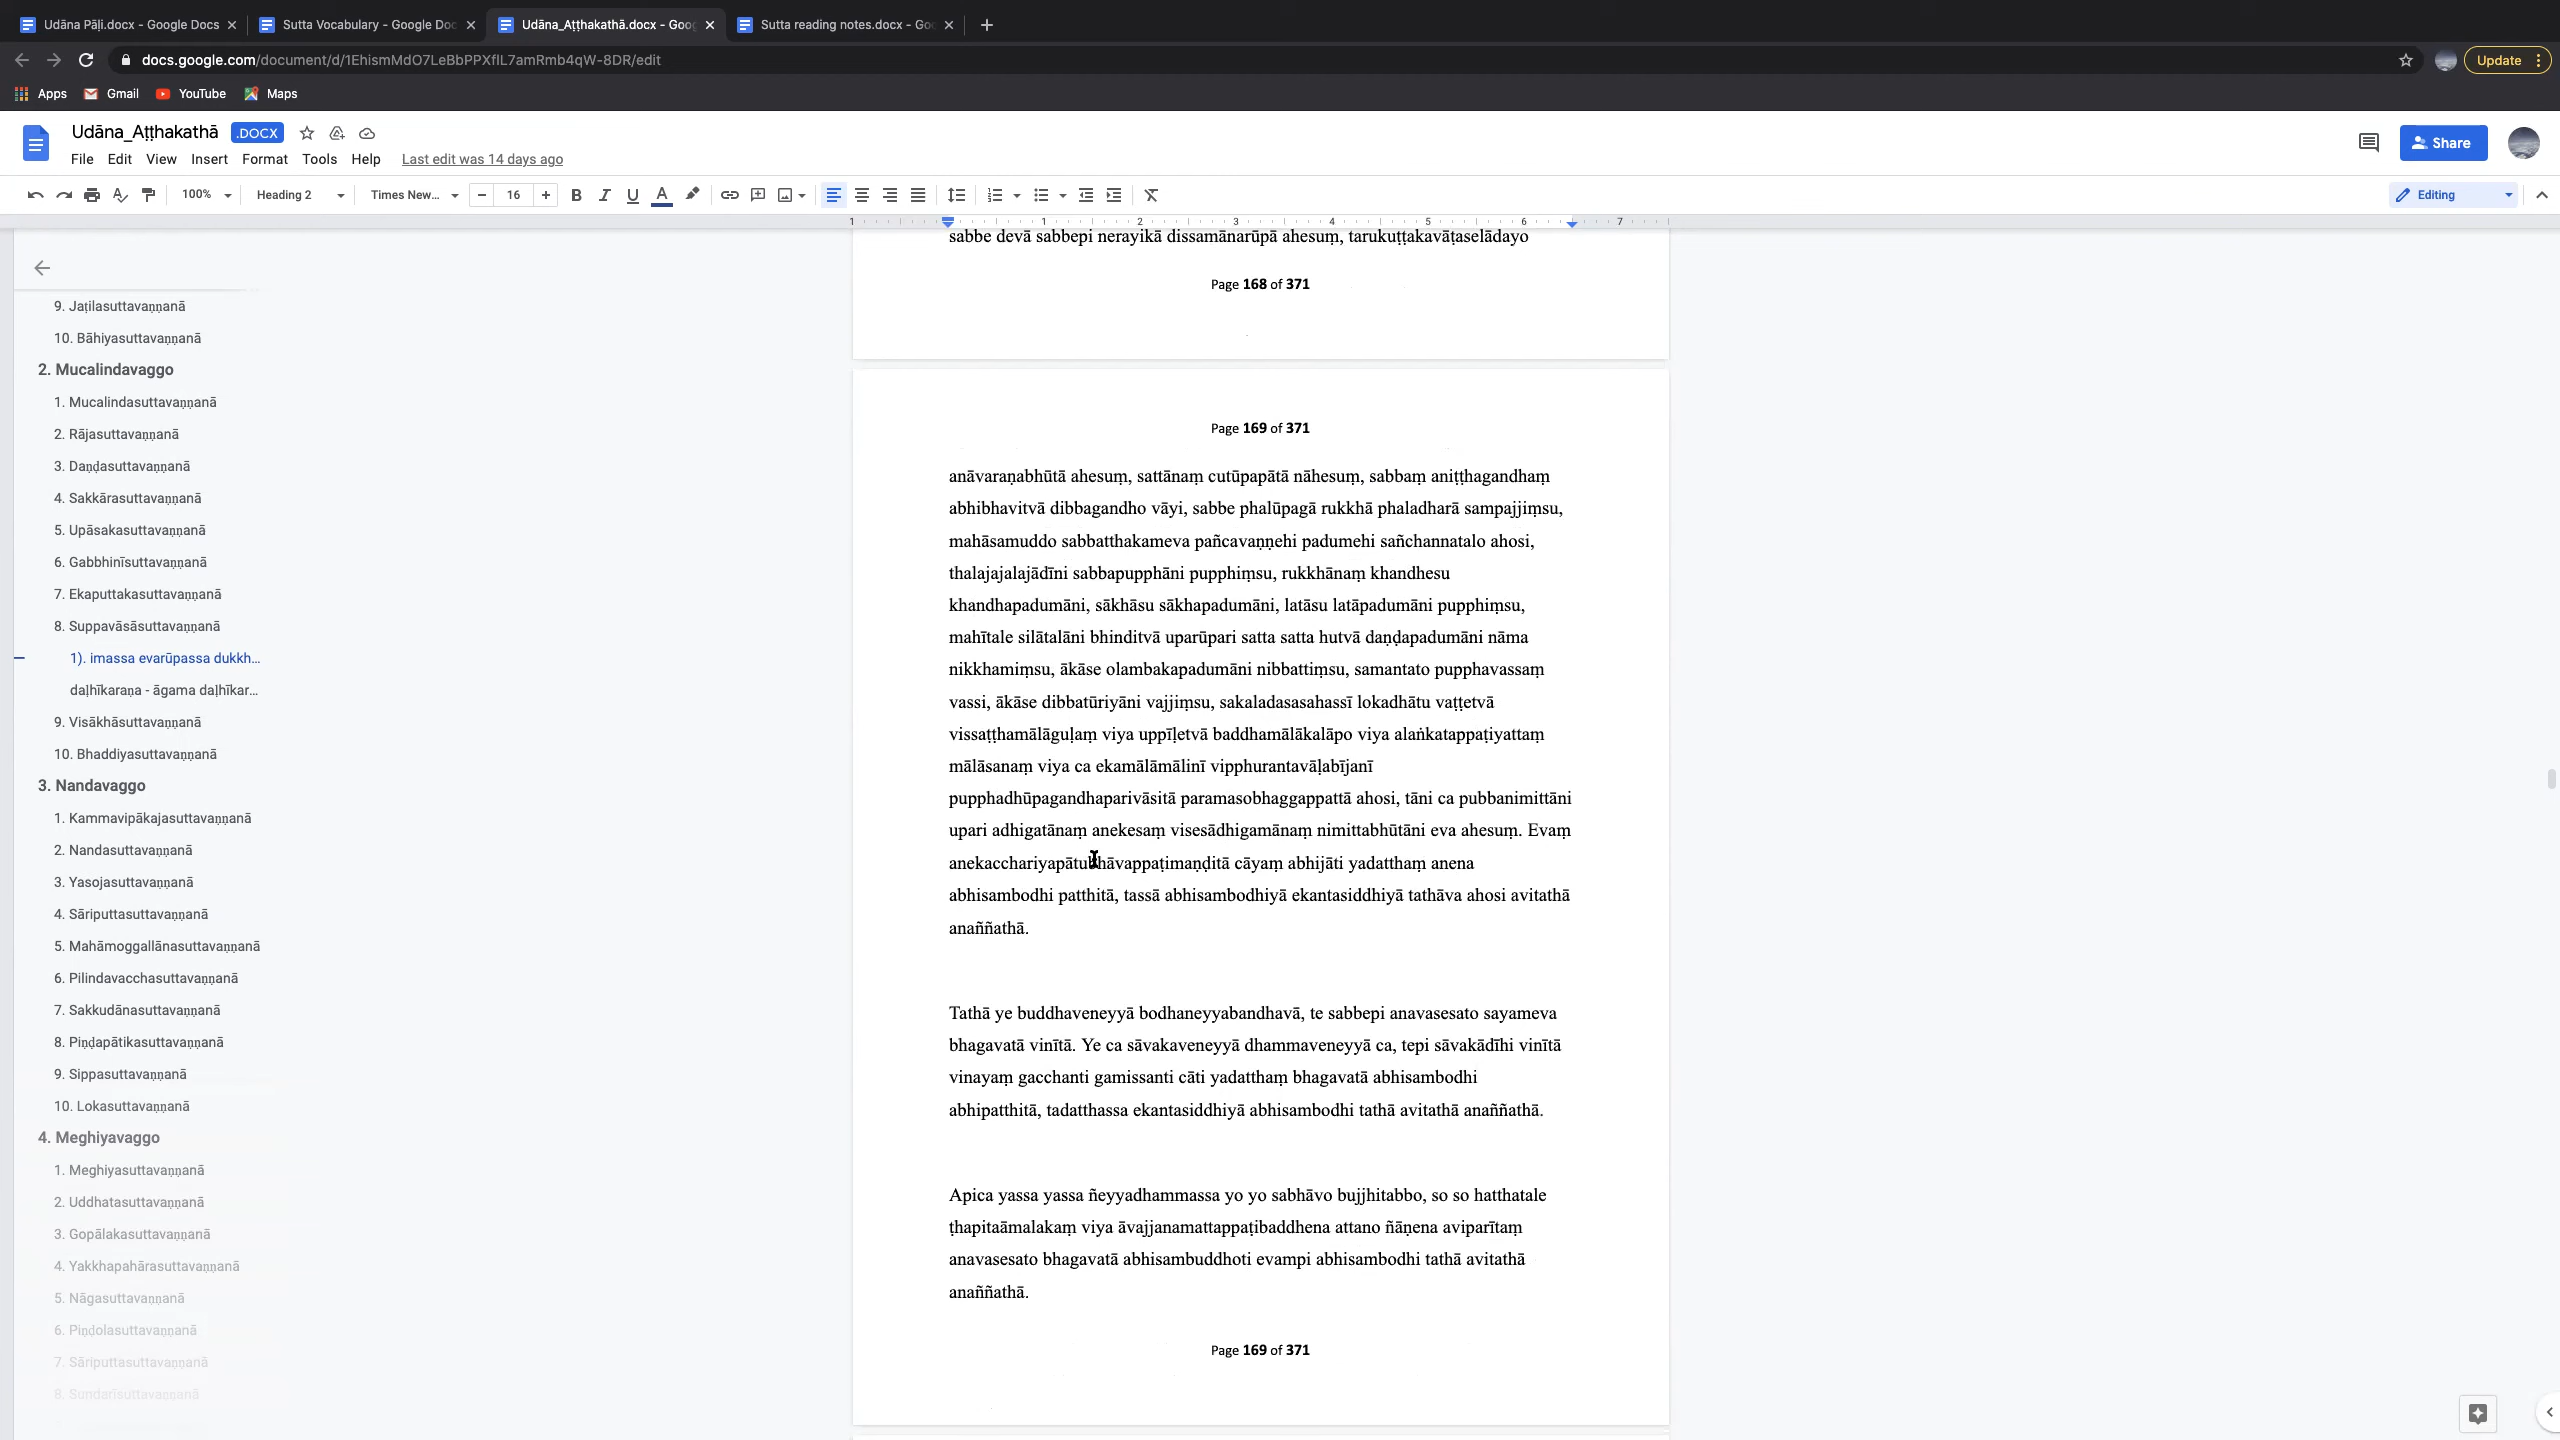 Udāna Pāḷi.docx - Google Docs
Sutta Vocabulary - Google Doc
Udāna_Aṭṭhakathā.docx - Goog
Sutta reading notes.docx - Go
docs.google.com/document/d/1EhismMdO7LeBbPPXfIL7amRmb4qW-8DR/edit
Update
Apps
Gmail
YouTube
Maps
Udāna_Aṭṭhakathā
.DOCX
File Edit View Insert Format Tools Help
Last edit was 14 days ago
Share
100%
Heading 2
Times New...
16
Editing
1 1 2 3 4 5 6 7
9. Jaṭilasuttavaṇṇanā
10. Bāhiyasuttavaṇṇanā
2. Mucalindavaggo
1. Mucalindasuttavaṇṇanā
2. Rājasuttavaṇṇanā
3. Daṇḍasuttavaṇṇanā
4. Sakkārasuttavaṇṇanā
5. Upāsakasuttavaṇṇanā
6. Gabbhinīsuttavaṇṇanā
7. Ekaputtakasuttavaṇṇanā
8. Suppavāsāsuttavaṇṇanā
1). imassa evarūpassa dukkh...
daḷhīkaraṇa - āgama daḷhīkar...
9. Visākhāsuttavaṇṇanā
10. Bhaddiyasuttavaṇṇanā
3. Nandavaggo
1. Kammavipākajasuttavaṇṇanā
2. Nandasuttavaṇṇanā
3. Yasojasuttavaṇṇanā
4. Sāriputtasuttavaṇṇanā
5. Mahāmoggallānasuttavaṇṇanā
6. Pilindavacchasuttavaṇṇanā
7. Sakkudānasuttavaṇṇanā
8. Piṇḍapātikasuttavaṇṇanā
9. Sippasuttavaṇṇanā
10. Lokasuttavaṇṇanā
4. Meghiyavaggo
1. Meghiyasuttavaṇṇanā
2. Uddhatasuttavaṇṇanā
3. Gopālakasuttavaṇṇanā
4. Yakkhapahārasuttavaṇṇanā
5. Nāgasuttavaṇṇanā
6. Piṇḍolasuttavaṇṇanā
7. Sāriputtasuttavaṇṇanā
8. Sundarīsuttavaṇṇanā
sabbe devā sabbepi nerayikā dissamānarūpā ahesuṃ, tarukuṭṭakavāṭaselādayo
Page 168 of 371
Page 169 of 371
anāvaraṇabhūtā ahesuṃ, sattānaṃ cutūpapātā nāhesuṃ, sabbaṃ aniṭṭhagandhaṃ
abhibhavitvā dibbagandho vāyi, sabbe phalūpagā rukkhā phaladharā sampajjiṃsu,
mahāsamuddo sabbatthakameva pañcavaṇṇehi padumehi sañchannatalo ahosi,
thalajajalajādīni sabbapupphāni pupphiṃsu, rukkhānaṃ khandhesu
khandhapadumāni, sākhāsu sākhapadumāni, latāsu latāpadumāni pupphiṃsu,
mahītale silātalāni bhinditvā uparūpari satta satta hutvā daṇḍapadumāni nāma
nikkhamiṃsu, ākāse olambakapadumāni nibbattiṃsu, samantato pupphavassaṃ
vassi, ākāse dibbatūriyāni vajjiṃsu, sakaladasasahassī lokadhātu vaṭṭetvā
vissaṭṭhamālāguḷaṃ viya uppīḷetvā baddhamālākalāpo viya alaṅkatappaṭiyattaṃ
mālāsanaṃ viya ca ekamālāmālinī vipphurantavāḷabījanī
pupphadhūpagandhaparivāsitā paramasobhaggappattā ahosi, tāni ca pubbanimittāni
upari adhigatānaṃ anekesaṃ visesādhigamānaṃ nimittabhūtāni eva ahesuṃ. Evaṃ
anekacchariyapātubhāvappaṭimaṇḍitā cāyaṃ abhijāti yadatthaṃ anena
abhisambodhi patthitā, tassā abhisambodhiyā ekantasiddhiyā tathāva ahosi avitathā
anaññathā.
Tathā ye buddhaveneyyā bodhaneyyabandhavā, te sabbepi anavasesato sayameva
bhagavatā vinītā. Ye ca sāvakaveneyyā dhammaveneyyā ca, tepi sāvakādīhi vinītā
vinayaṃ gacchanti gamissanti cāti yadatthaṃ bhagavatā abhisambodhi
abhipatthitā, tadatthassa ekantasiddhiyā abhisambodhi tathā avitathā anaññathā.
Apica yassa yassa ñeyyadhammassa yo yo sabhāvo bujjhitabbo, so so hatthatale
ṭhapitaāmalakaṃ viya āvajjanamattappaṭibaddhena attano ñāṇena aviparītaṃ
anavasesato bhagavatā abhisambuddhoti evampi abhisambodhi tathā avitathā
anaññathā.
Page 169 of 371